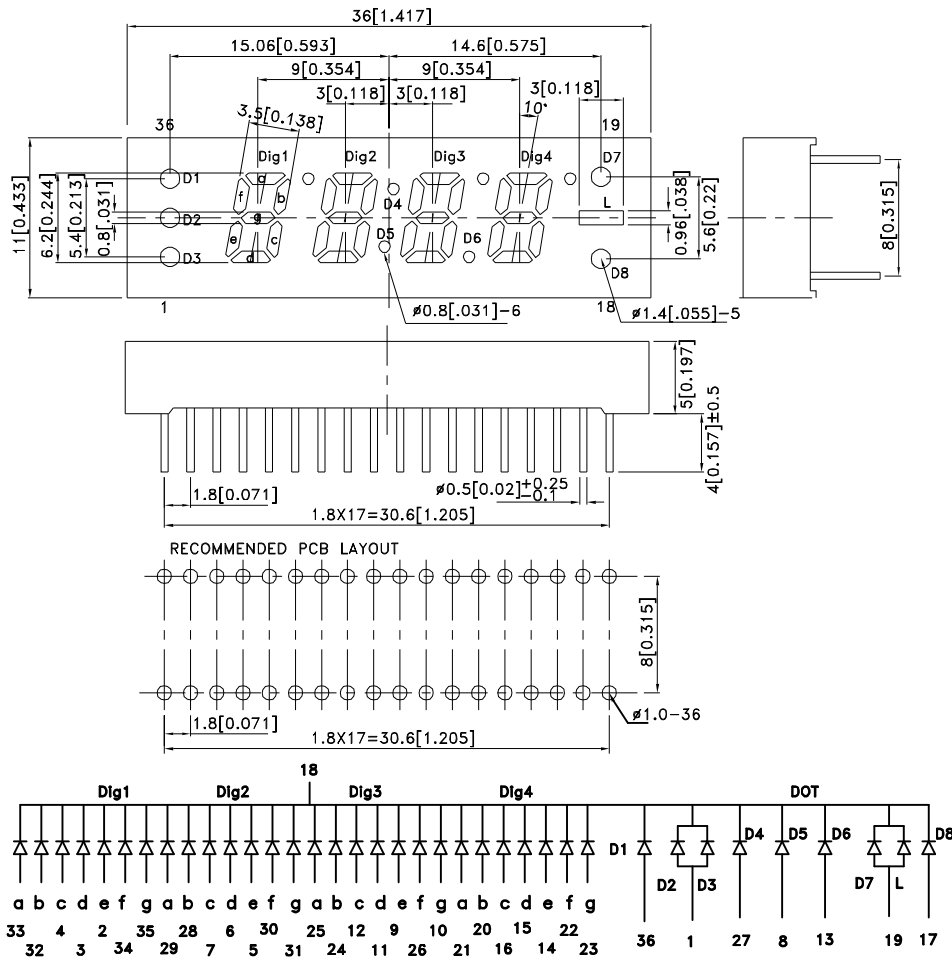 36[1.417]
15.06[0.593]
14.6[0.575]
9[0.354]
9[0.354]
3[0.118]
3[0.118]
3[0.118]
3.5[0.138]
10°
36
19
Dig1
Dig2
Dig3
Dig4
D1
D2
D3
D4
D5
D6
D7
L
D8
a
f
b
g
e
c
d
11[0.433]
6.2[0.244]
5.4[0.213]
0.8[.031]
0.96[.038]
5.6[0.22]
8[0.315]
1
18
ø0.8[.031]-6
ø1.4[.055]-5
5[0.197]
4[0.157]±0.5
1.8[0.071]
ø0.5[0.02]+0.25 -0.1
1.8X17=30.6[1.205]
RECOMMENDED PCB LAYOUT
8[0.315]
1.8[0.071]
ø1.0-36
1.8X17=30.6[1.205]
18
Dig1 Dig2 Dig3 Dig4 DOT
D1 D4 D5 D6 D8
D2 D3 D7 L
a b c d e f g a b c d e f g a b c d e f g a b c d e f g
33 4 2 35 28 6 30 25 12 9 10 20 15 22
32 3 34 29 7 5 31 24 11 26 21 16 14 23
36 1 27 8 13 19 17